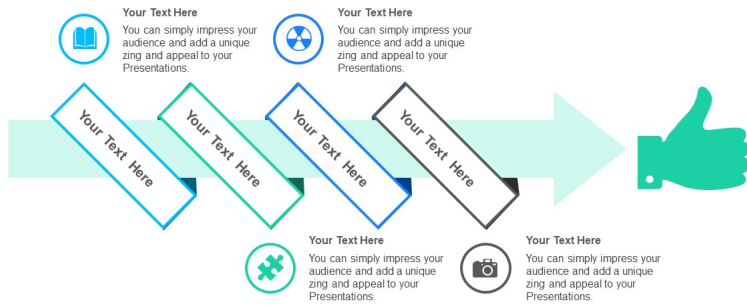 Your Text Here
You can simply impress your
audience and add a unique
zing and appeal to your
Presentations.
Your Text Here
You can simply impress your
audience and add a unique
zing and appeal to your
Presentations.
Your Text Here
Your Text Here
Your Text Here
Your Text Here
Your Text Here
You can simply impress your
audience and add a unique
zing and appeal to your
Presentations.
Your Text Here
You can simply impress your
audience and add a unique
zing and appeal to your
Presentations.